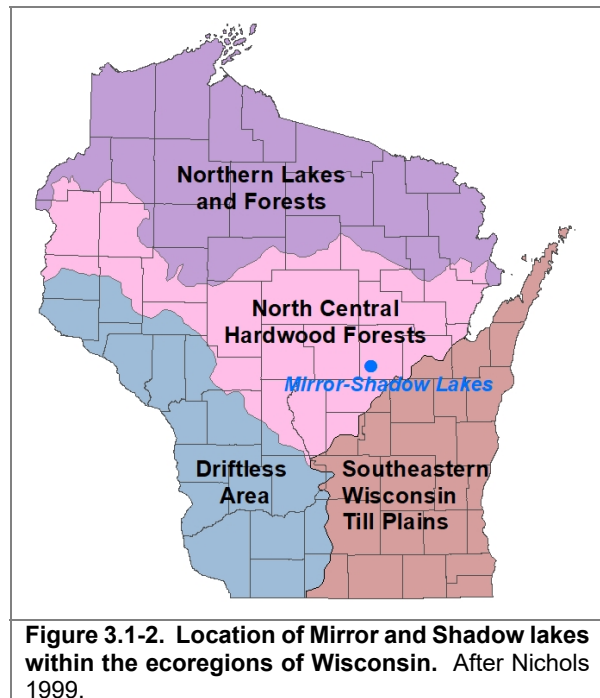 Northern Lakes
and Forests
North Central
Hardwood Forests
Mirror-Shadow Lakes
Driftless
Area
Southeastern
Wisconsin
Till Plains
Figure 3.1-2. Location of Mirror and Shadow lakes
within the ecoregions of Wisconsin. After Nichols
1999.